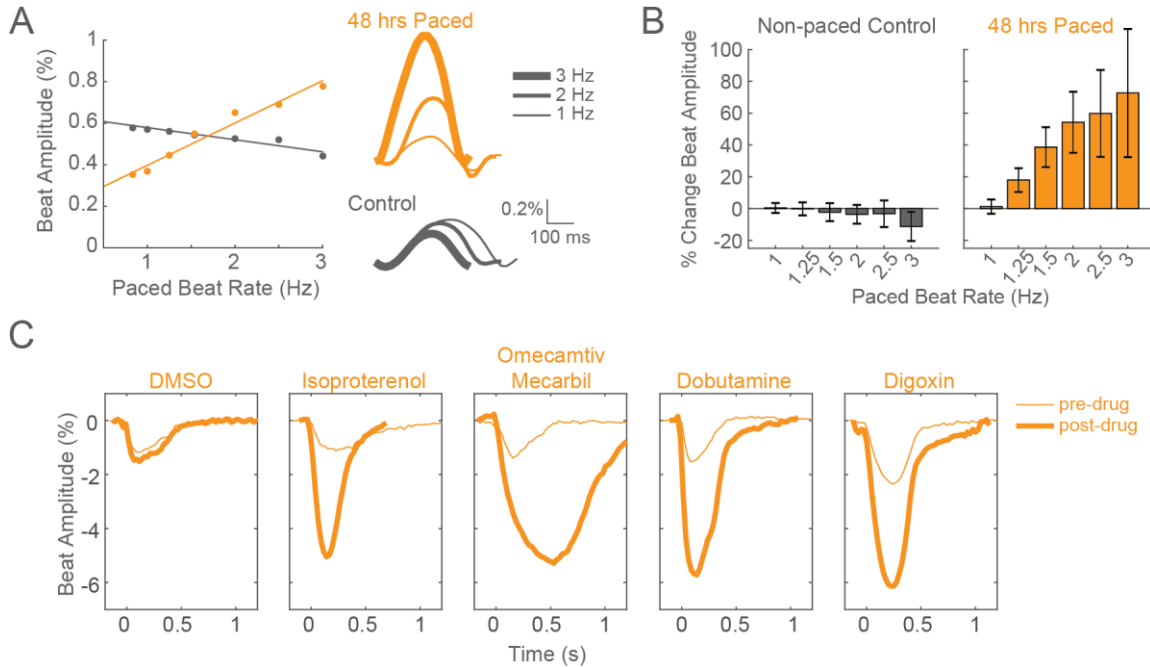 A
48 hrs Paced
Beat Amplitude (%)
1
0.8
0.6
0.4
0.2
0
1
2
3
Paced Beat Rate (Hz)
3 Hz
2 Hz
1 Hz
Control
0.2%
100 ms
B
Non-paced Control
48 hrs Paced
% Change Beat Amplitude
100
80
60
40
20
0
-20
1
1.25
1.5
2
2.5
3
1
1.25
1.5
2
2.5
3
Paced Beat Rate (Hz)
C
DMSO
Isoproterenol
Omecamtiv
Mecarbil
Dobutamine
Digoxin
pre-drug
post-drug
Beat Amplitude (%)
0
-2
-4
-6
0 0.5 1
0 0.5 1
0 0.5 1
0 0.5 1
0 0.5 1
Time (s)